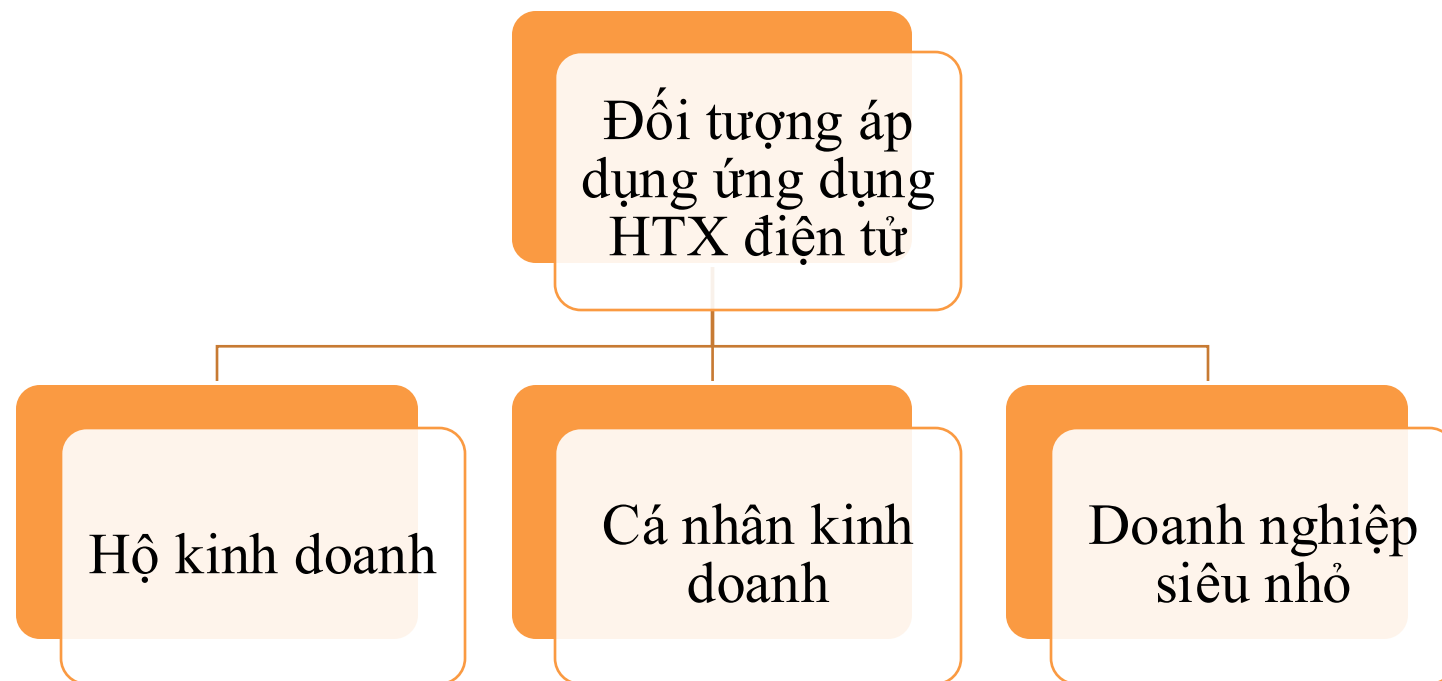 Đối tượng áp
dụng ứng dụng
HTX điện tử
Hộ kinh doanh
Cá nhân kinh
doanh
Doanh nghiệp
siêu nhỏ